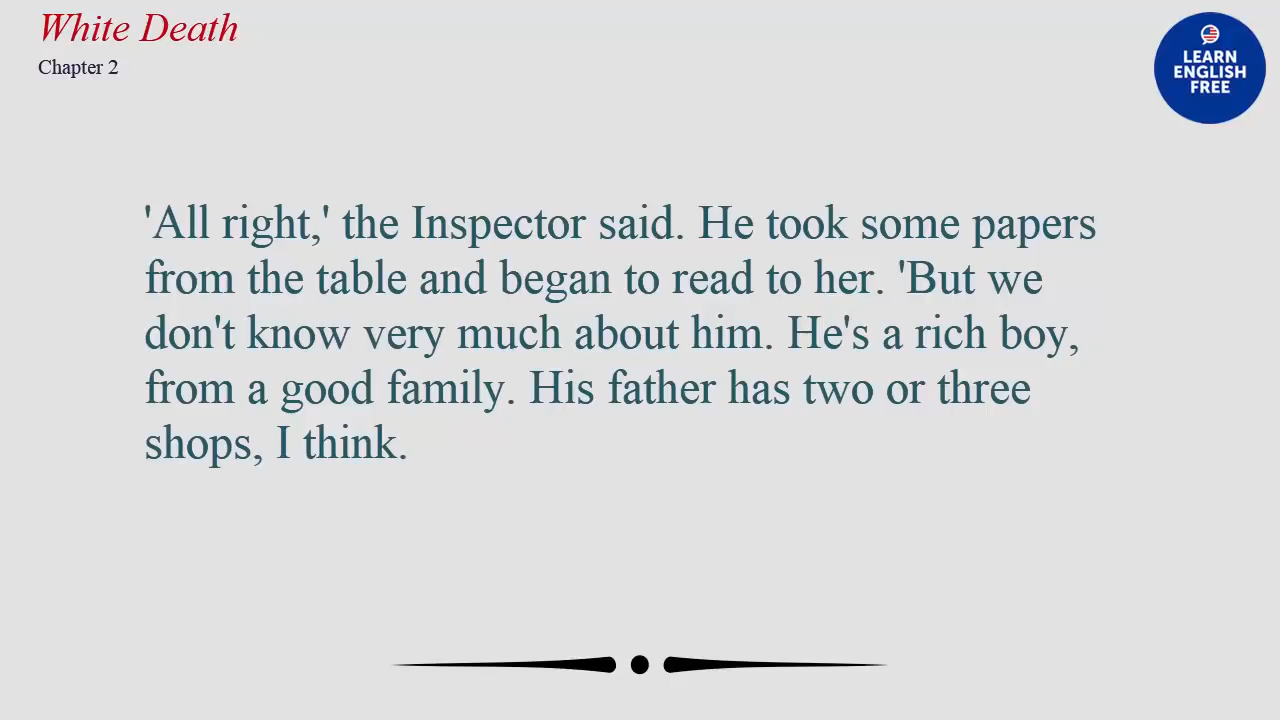 White Death
Chapter 2
LEARN
ENGLISH
FREE
'All right,' the Inspector said. He took some papers
from the table and began to read to her. 'But we
don't know very much about him. He's a rich boy,
from a good family. His father has two or three
shops, I think.